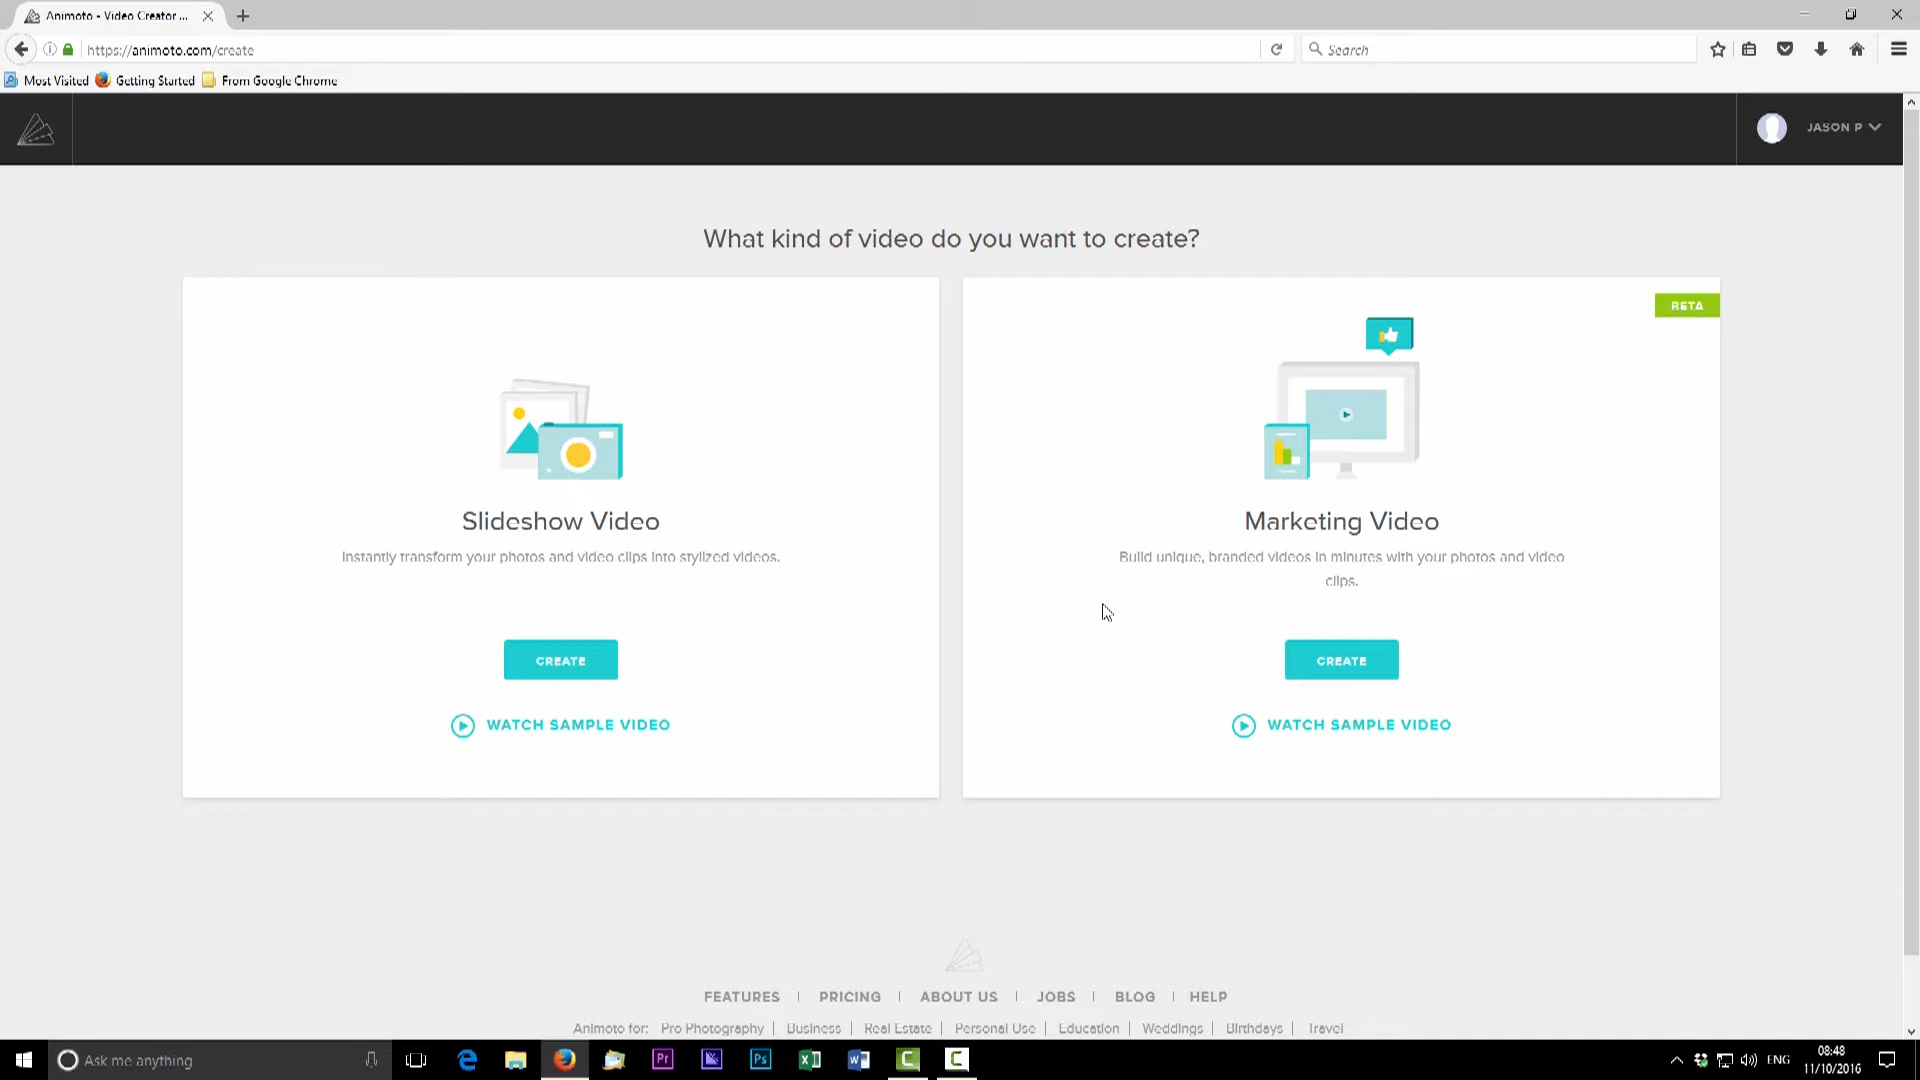 Animoto - Video Creator ...
https://animoto.com/create
Search
Most Visited
Getting Started
From Google Chrome
JASON P
What kind of video do you want to create?
BETA
Slideshow Video
Instantly transform your photos and video clips into stylized videos.
CREATE
WATCH SAMPLE VIDEO
Marketing Video
Build unique, branded videos in minutes with your photos and video
clips.
CREATE
WATCH SAMPLE VIDEO
FEATURES | PRICING | ABOUT US | JOBS | BLOG | HELP
Animoto for: Pro Photography | Business | Real Estate | Personal Use | Education | Weddings | Birthdays | Travel
Ask me anything
Pr
Ps
ENG
08:48
11/10/2016